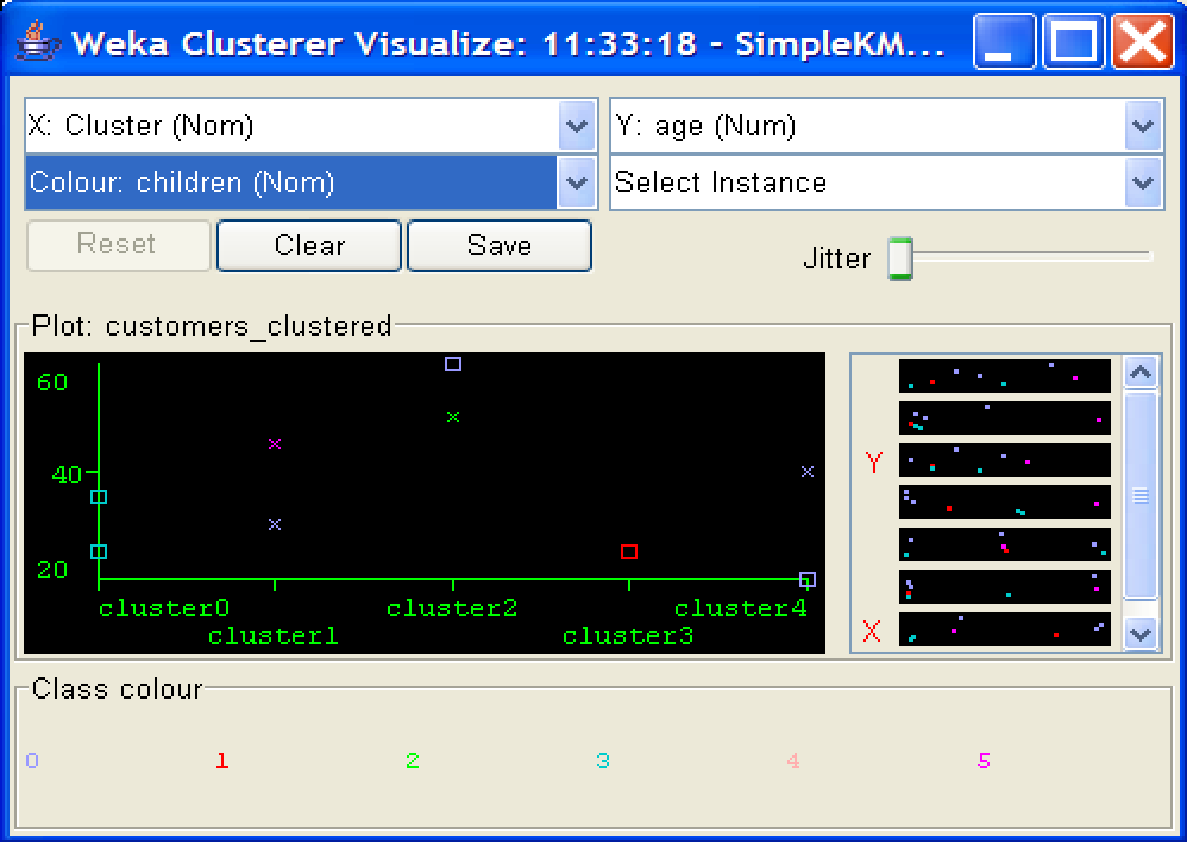 Weka Clusterer Visualize: 11:33:18 - SimpleKM...
X: Cluster (Nom) Y: age (Num)
Colour: children (Nom) Select Instance
Reset Clear Save Jitter
Plot: customers_clustered
60
40
20
cluster0 cluster2 cluster4
cluster1 cluster3
Y
X
Class colour
0 1 2 3 4 5